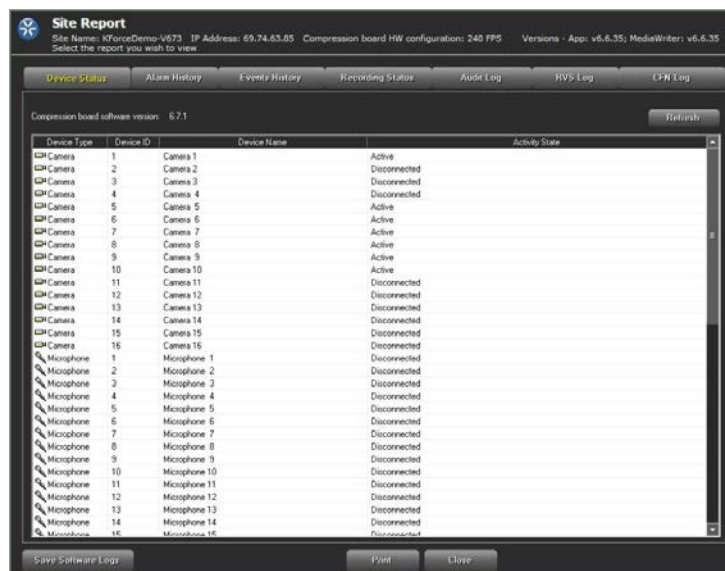 Site Report
Site Name: KForceDemo-V673 IP Address: 69.74.63.85 Compression board HW configuration: 240 FPS Versions - App: v6.6.35; MediaWriter: v6.6.35
Select the report you wish to view
Device Status Alarm History Events History Recording Status Audit Log RVS Log CFN Log
Compression board software version: 6.7.1 Refresh
Device Type Device ID Device Name Activity State
Camera 1 Camera 1 Active
Camera 2 Camera 2 Disconnected
Camera 3 Camera 3 Disconnected
Camera 4 Camera 4 Disconnected
Camera 5 Camera 5 Active
Camera 6 Camera 6 Active
Camera 7 Camera 7 Active
Camera 8 Camera 8 Active
Camera 9 Camera 9 Active
Camera 10 Camera 10 Active
Camera 11 Camera 11 Disconnected
Camera 12 Camera 12 Disconnected
Camera 13 Camera 13 Disconnected
Camera 14 Camera 14 Disconnected
Camera 15 Camera 15 Disconnected
Camera 16 Camera 16 Disconnected
Microphone 1 Microphone 1 Disconnected
Microphone 2 Microphone 2 Disconnected
Microphone 3 Microphone 3 Disconnected
Microphone 4 Microphone 4 Disconnected
Microphone 5 Microphone 5 Disconnected
Microphone 6 Microphone 6 Disconnected
Microphone 7 Microphone 7 Disconnected
Microphone 8 Microphone 8 Disconnected
Microphone 9 Microphone 9 Disconnected
Microphone 10 Microphone 10 Disconnected
Microphone 11 Microphone 11 Disconnected
Microphone 12 Microphone 12 Disconnected
Microphone 13 Microphone 13 Disconnected
Microphone 14 Microphone 14 Disconnected
Microphone 15 Microphone 15 Disconnected
Save Software Logs Print Close